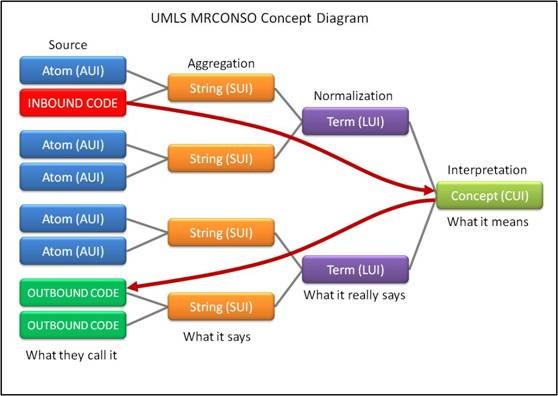 UMLS MRCONSO Concept Diagram
Source
Atom (AUI)
INBOUND CODE
Atom (AUI)
Atom (AUI)
Atom (AUI)
Atom (AUI)
OUTBOUND CODE
OUTBOUND CODE
What they call it
Aggregation
String (SUI)
String (SUI)
String (SUI)
String (SUI)
What it says
Normalization
Term (LUI)
Term (LUI)
What it really says
Interpretation
Concept (CUI)
What it means